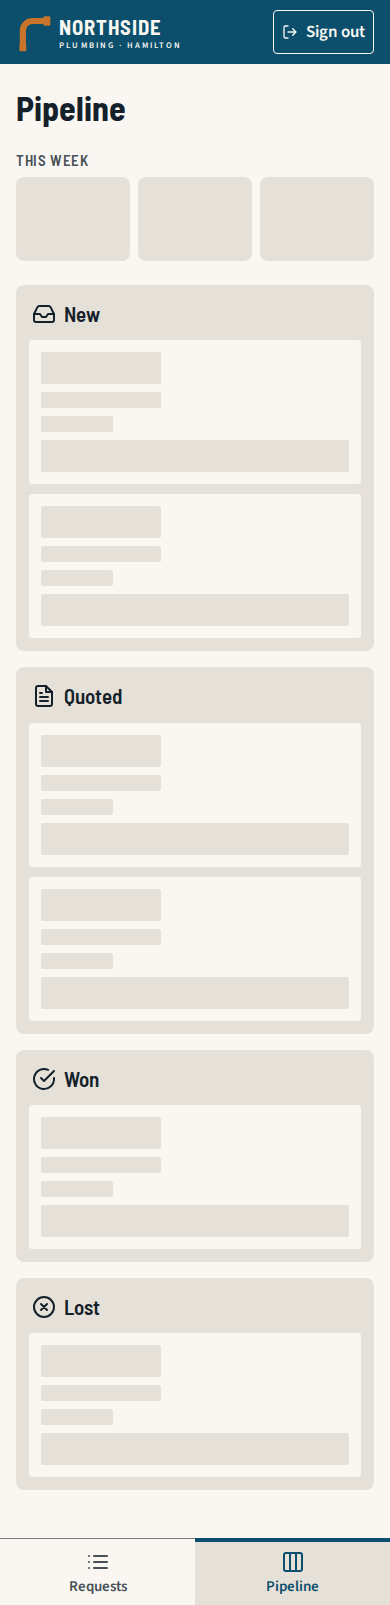 NORTHSIDE
PLUMBING · HAMILTON
Sign out
Pipeline
THIS WEEK
New
Quoted
Won
Lost
Requests
Pipeline